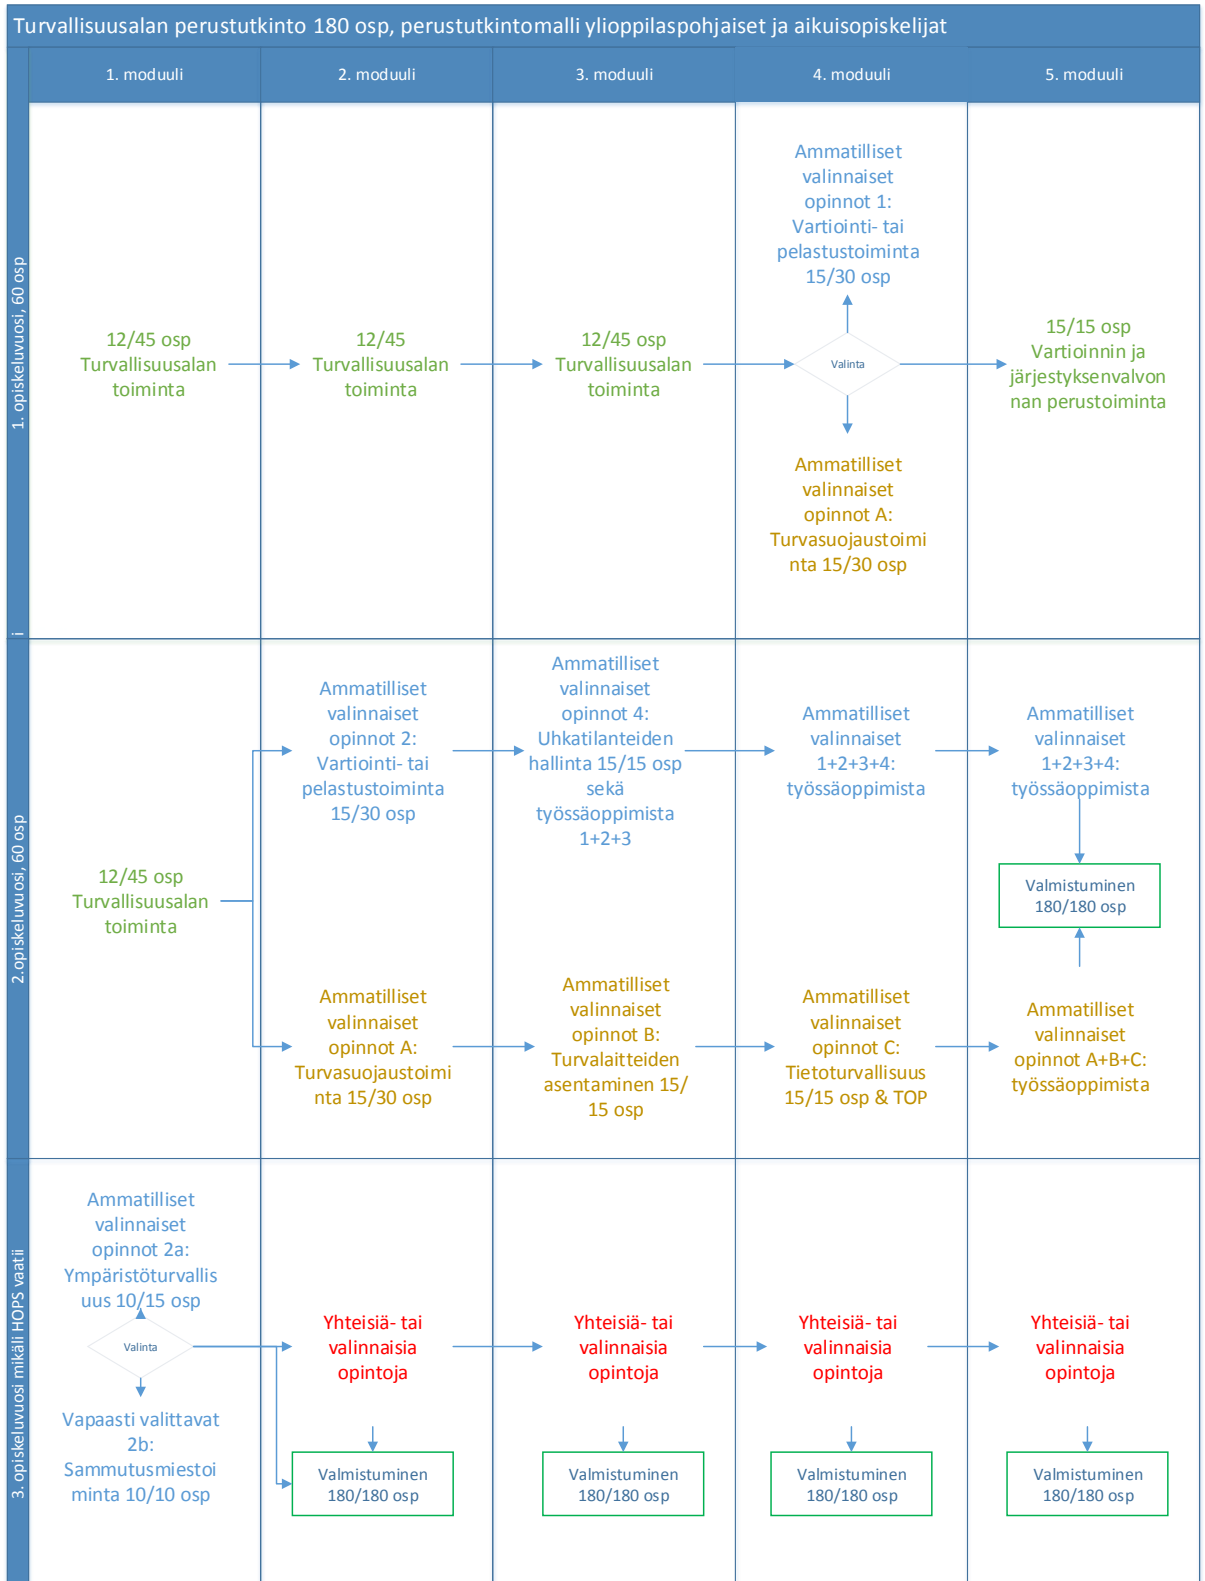 Turvallisuusalan perustutkinto 180 osp, perustutkintomalli ylioppilaspohjaiset ja aikuisopiskelijat
1. moduuli
2. moduuli
3. moduuli
4. moduuli
5. moduuli
1. opiskeluvuosi, 60 osp
i
12/45 osp
Turvallisuusalan
toiminta
12/45
Turvallisuusalan
toiminta
12/45 osp
Turvallisuusalan
toiminta
Ammatilliset
valinnaiset
opinnot 1:
Vartiointi- tai
pelastustoiminta
15/30 osp
Valinta
Ammatilliset
valinnaiset
opinnot A:
Turvasuojaustoimi
nta 15/30 osp
15/15 osp
Vartioinnin ja
järjestyksenvalvon
nan perustoiminta
2.opiskeluvuosi, 60 osp
12/45 osp
Turvallisuusalan
toiminta
Ammatilliset
valinnaiset
opinnot 2:
Vartiointi- tai
pelastustoiminta
15/30 osp
Ammatilliset
valinnaiset
opinnot 4:
Uhkatilanteiden
hallinta 15/15 osp
sekä
työssäoppimista
1+2+3
Ammatilliset
valinnaiset
1+2+3+4:
työssäoppimista
Ammatilliset
valinnaiset
1+2+3+4:
työssäoppimista
Valmistuminen
180/180 osp
Ammatilliset
valinnaiset
opinnot A:
Turvasuojaustoimi
nta 15/30 osp
Ammatilliset
valinnaiset
opinnot B:
Turvalaitteiden
asentaminen 15/
15 osp
Ammatilliset
valinnaiset
opinnot C:
Tietoturvallisuus
15/15 osp & TOP
Ammatilliset
valinnaiset
opinnot A+B+C:
työssäoppimista
3. opiskeluvuosi mikäli HOPS vaatii
Ammatilliset
valinnaiset
opinnot 2a:
Ympäristöturvallis
uus 10/15 osp
Valinta
Vapaasti valittavat
2b:
Sammutusmiestoi
minta 10/10 osp
Yhteisiä- tai
valinnaisia
opintoja
Yhteisiä- tai
valinnaisia
opintoja
Yhteisiä- tai
valinnaisia
opintoja
Yhteisiä- tai
valinnaisia
opintoja
Valmistuminen
180/180 osp
Valmistuminen
180/180 osp
Valmistuminen
180/180 osp
Valmistuminen
180/180 osp